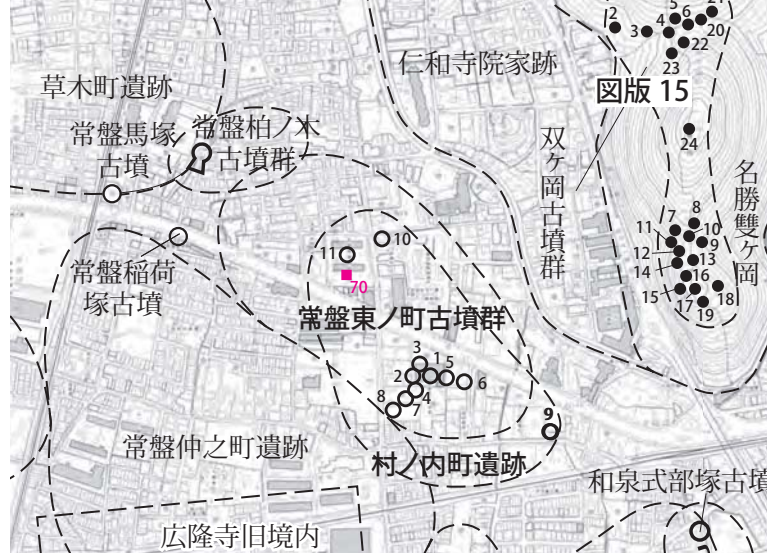 21
5
2
6
4
3
20
22
23
仁和寺院家跡
草木町遺跡
図版 15
常盤馬塚
古墳
常盤柏ノ木
古墳群
24
双ヶ岡古墳群
名勝雙ヶ岡
8
7
10
11
9
12
13
14
16
15
17
18
19
10
11
70
常盤稲荷
塚古墳
常盤東ノ町古墳群
3
1
2
5
6
4
8
7
9
常盤仲之町遺跡
村ノ内町遺跡
和泉式部塚古墳
広隆寺旧境内